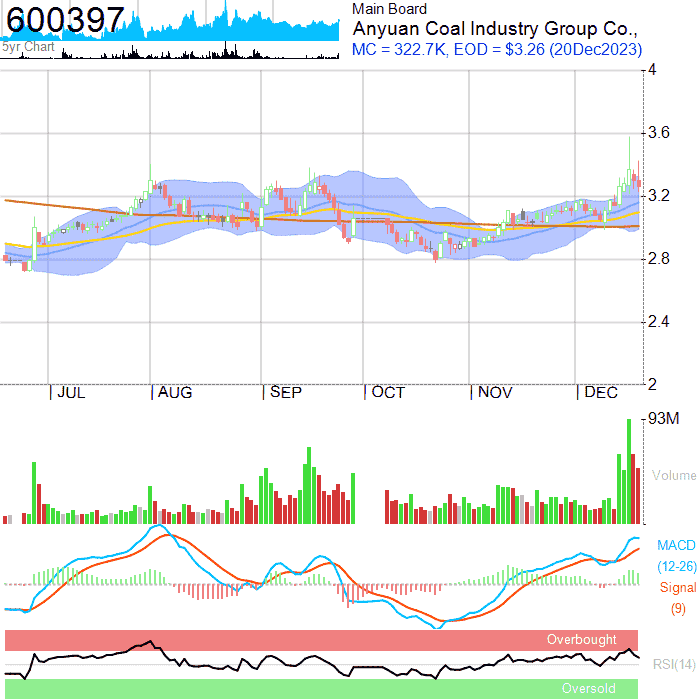 600397
5yr Chart
Main Board
Anyuan Coal Industry Group Co.,
MC = 322.7K, EOD = $3.26 (20Dec2023)
4
3.6
3.2
2.8
2.4
2
JUL AUG SEP OCT NOV DEC
93M
Volume
MACD
(12-26)
Signal
(9)
Overbought
RSI(14)
Oversold